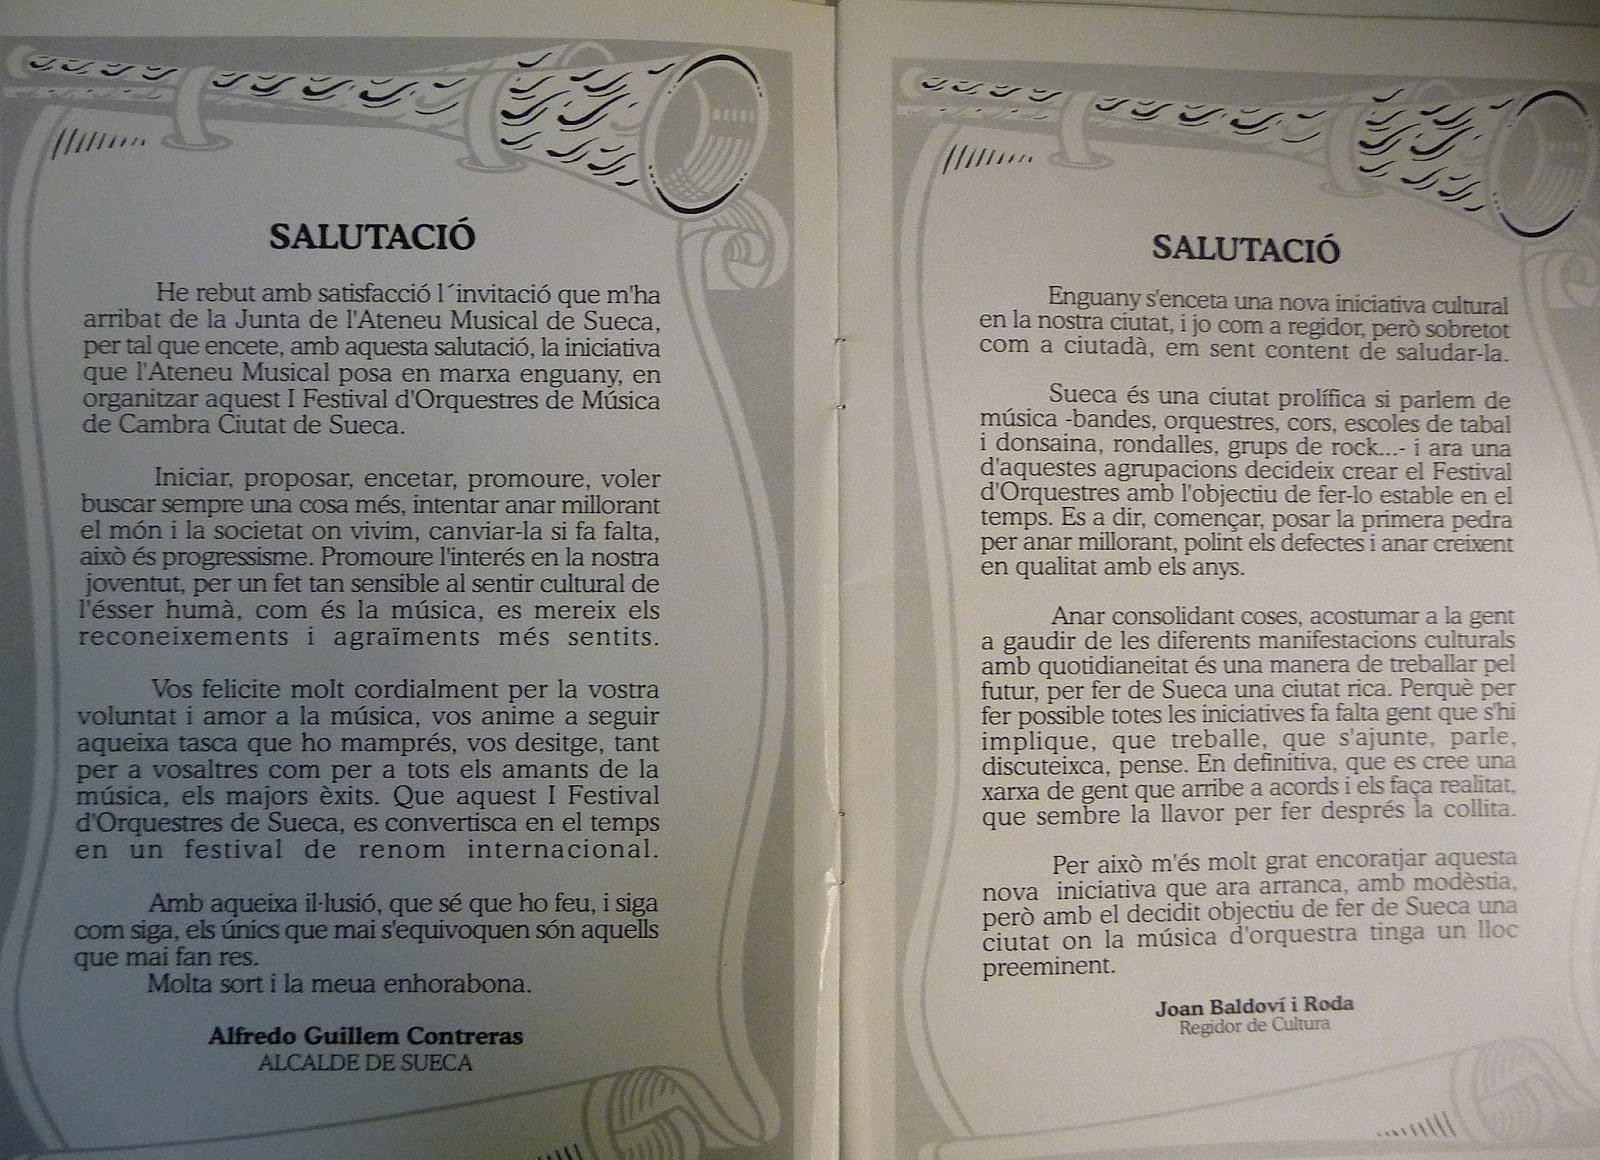 SALUTACIÓ
He rebut amb satisfacció l´invitació que m'ha
arribat de la Junta de l'Ateneu Musical de Sueca,
per tal que encete, amb aquesta salutació, la iniciativa
que l'Ateneu Musical posa en marxa enguany, en
organitzar aquest I Festival d'Orquestres de Música
de Cambra Ciutat de Sueca.
Iniciar, proposar, encetar, promoure, voler
buscar sempre una cosa més, intentar anar millorant
el món i la societat on vivim, canviar-la si fa falta,
això és progressisme. Promoure l'interés en la nostra
joventut, per un fet tan sensible al sentir cultural de
l'ésser humà, com és la música, es mereix els
reconeixements i agraïments més sentits.
Vos felicite molt cordialment per la vostra
voluntat i amor a la música, vos anime a seguir
aqueixa tasca que ho mamprés, vos desitge, tant
per a vosaltres com per a tots els amants de la
música, els majors èxits. Que aquest I Festival
d'Orquestres de Sueca, es convertisca en el temps
en un festival de renom internacional.
Amb aqueixa il·lusió, que sé que ho feu, i siga
com siga, els únics que mai s'equivoquen són aquells
que mai fan res.
Molta sort i la meua enhorabona.
Alfredo Guillem Contreras
ALCALDE DE SUECA
SALUTACIÓ
Enguany s'enceta una nova iniciativa cultural
en la nostra ciutat, i jo com a regidor, però sobretot
com a ciutadà, em sent content de saludar-la.
Sueca és una ciutat prolífica si parlem de
música -bandes, orquestres, cors, escoles de tabal
i donsaina, rondalles, grups de rock...- i ara una
d'aquestes agrupacions decideix crear el Festival
d'Orquestres amb l'objectiu de fer-lo estable en el
temps. Es a dir, començar, posar la primera pedra
per anar millorant, polint els defectes i anar creixent
en qualitat amb els anys.
Anar consolidant coses, acostumar a la gent
a gaudir de les diferents manifestacions culturals
amb quotidianeitat és una manera de treballar pel
futur, per fer de Sueca una ciutat rica. Perquè per
fer possible totes les iniciatives fa falta gent que s'hi
implique, que treballe, que s'ajunte, parle,
discuteixca, pense. En definitiva, que es cree una
xarxa de gent que arribe a acords i els faça realitat,
que sembre la llavor per fer després la collita.
Per això m'és molt grat encoratjar aquesta
nova iniciativa que ara arranca, amb modèstia,
però amb el decidit objectiu de fer de Sueca una
ciutat on la música d'orquestra tinga un lloc
preeminent.
Joan Baldoví i Roda
Regidor de Cultura